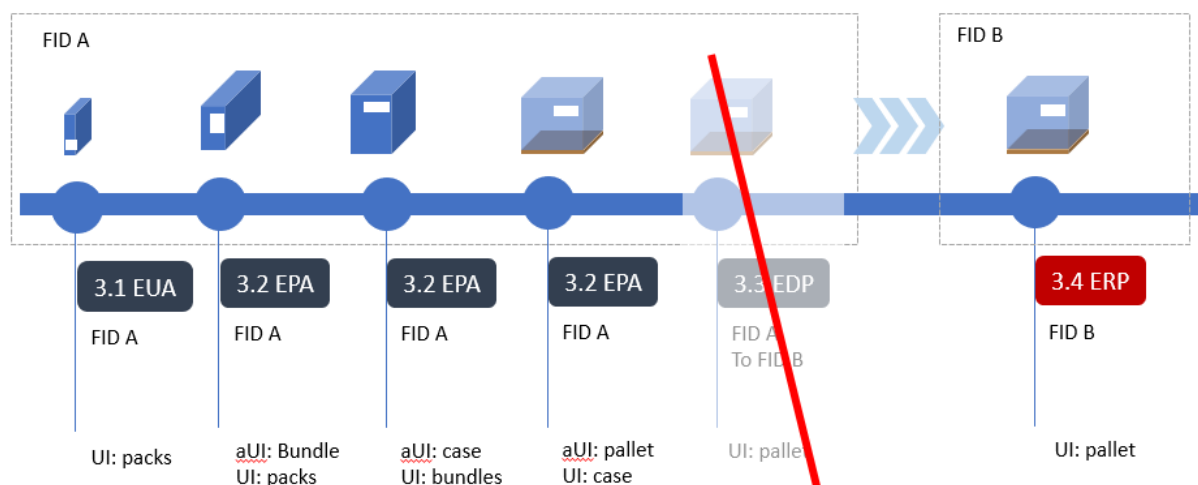 FID A
FID B
3.1 EUA
3.2 EPA
3.2 EPA
3.2 EPA
3.3 EDP
3.4 ERP
FID A
FID A
FID A
FID A
FID A
To FID B
FID B
UI: packs
aUI: Bundle
UI: packs
aUI: case
UI: bundles
aUI: pallet
UI: case
UI: pallet
UI: pallet